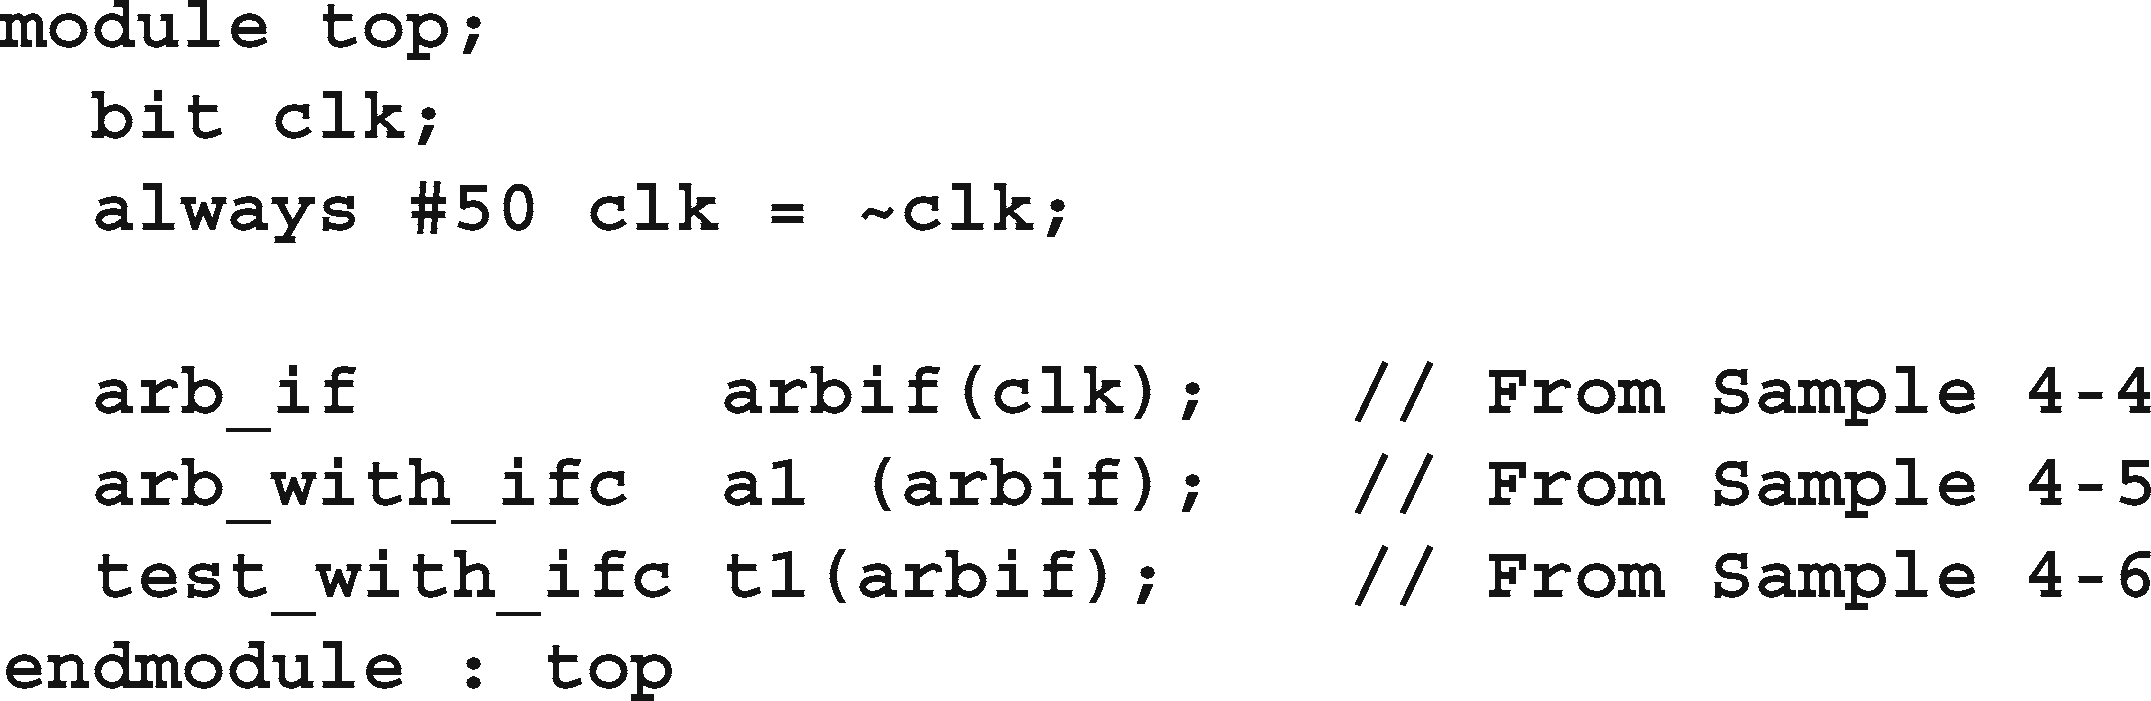 module top;
  bit clk;
  always #50 clk = ~clk;

  arb_if        arbif(clk);   // From Sample 4-4
  arb_with_ifc  a1 (arbif);   // From Sample 4-5
  test_with_ifc t1(arbif);    // From Sample 4-6
endmodule : top